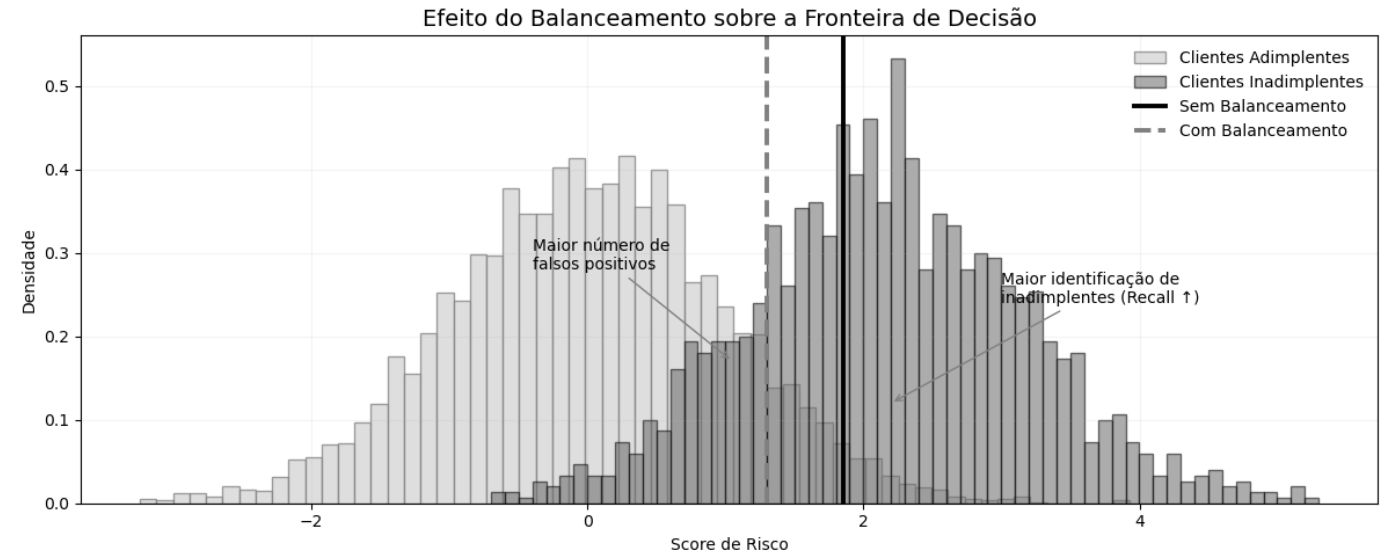 Efeito do Balanceamento sobre a Fronteira de Decisão
Clientes Adimplentes
Clientes Inadimplentes
Sem Balanceamento
Com Balanceamento
Densidade
0.5
0.4
0.3
0.2
0.1
0.0
Maior número de
falsos positivos
Maior identificação de
inadimplentes (Recall ↑)
−2
0
2
4
Score de Risco